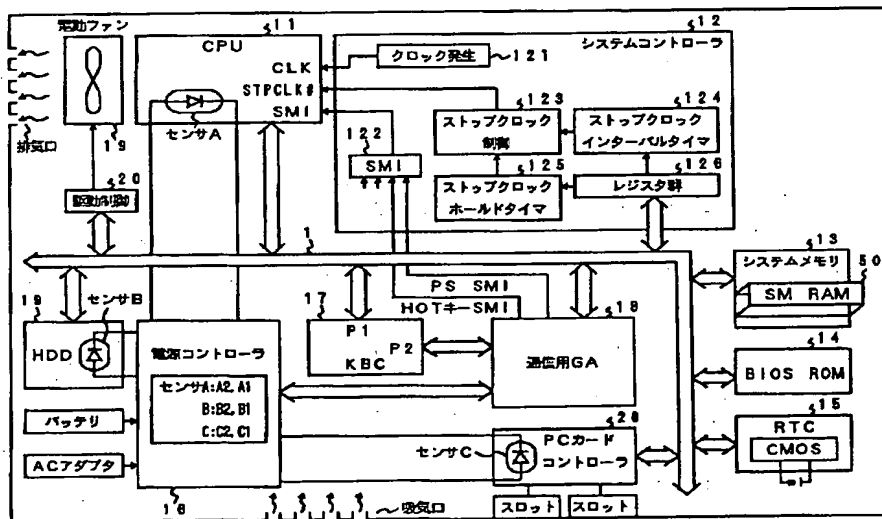 電動ファン
11
CPU
CLK
STPCLK#
SMI
センサA
排気口
19
20
駆動制御
12
システムコントローラ
クロック発生
121
122
SMI
123
ストップクロック
制御
124
ストップクロック
インターバルタイマ
125
ストップクロック
ホールドタイマ
126
レジスタ群
1
PS SMI
HOTキーSMI
13
システムメモリ
50
SM RAM
14
BIOS ROM
15
RTC
CMOS
19
センサB
HDD
電源コントローラ
センサA:A2,A1
B:B2,B1
C:C2,C1
バッテリ
ACアダプタ
16
17
P1
P2
KBC
18
通信用GA
センサC
28
PCカード
コントローラ
スロット
スロット
吸気口